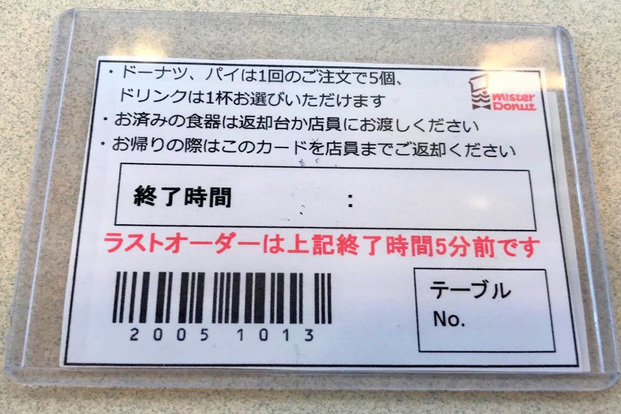 ・ドーナツ、パイは1回のご注文で5個、
ドリンクは1杯お選びいただけます
・お済みの食器は返却台か店員にお渡しください
・お帰りの際はこのカードを店員までご返却ください
mister
Donut
終了時間 :
ラストオーダーは上記終了時間5分前です
2005 1013
テーブル
No.